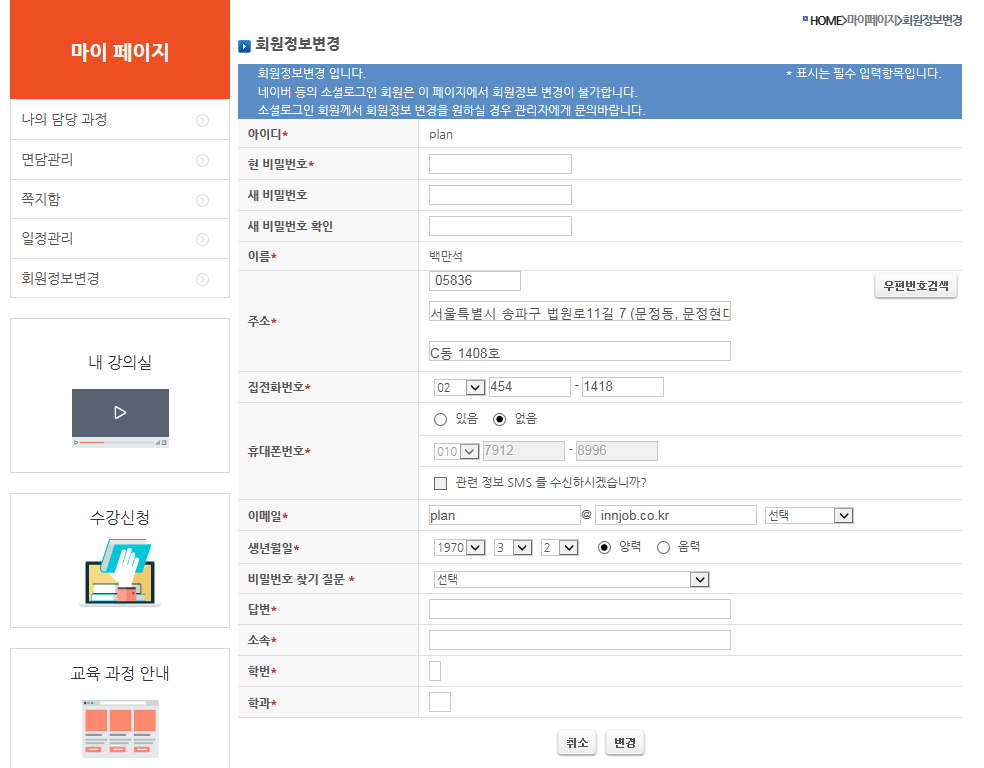 HOME>마이페이지>회원정보변경
마이 페이지
나의 담당 과정
면담관리
쪽지함
일정관리
회원정보변경
내 강의실
수강신청
교육 과정 안내
회원정보변경
회원정보변경 입니다.
* 표시는 필수 입력항목입니다.
네이버 등의 소셜로그인 회원은 이 페이지에서 회원정보 변경이 불가합니다.
소셜로그인 회원께서 회원정보 변경을 원하실 경우 관리자에게 문의바랍니다.
아이디* plan
현 비밀번호*
새 비밀번호
새 비밀번호 확인
이름* 백만석
주소* 05836 우편번호검색
서울특별시 송파구 법원로11길 7 (문정동, 문정현대
C동 1408호
집전화번호* 02 454 - 1418
휴대폰번호* 있음 없음
010 7912 - 8996
관련 정보 SMS 를 수신하시겠습니까?
이메일* plan @ innjob.co.kr 선택
생년월일* 1970 3 2 양력 음력
비밀번호 찾기 질문 * 선택
답변*
소속*
학번*
학과*
취소 변경